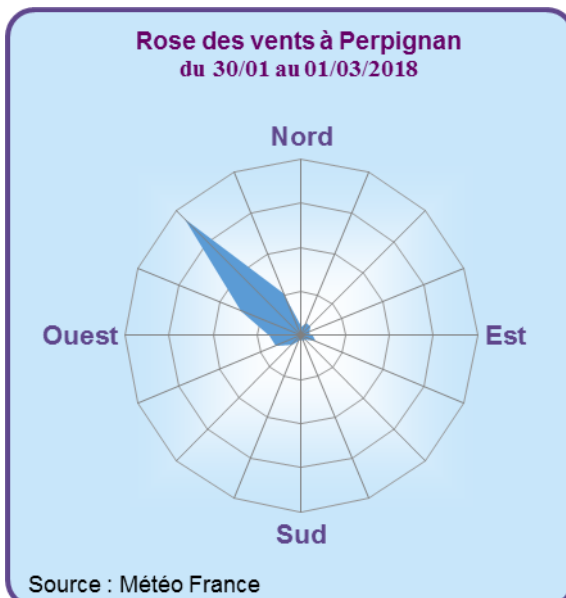 Rose des vents à Perpignan
du 30/01 au 01/03/2018
Nord
Ouest
Est
Sud
Source : Météo France